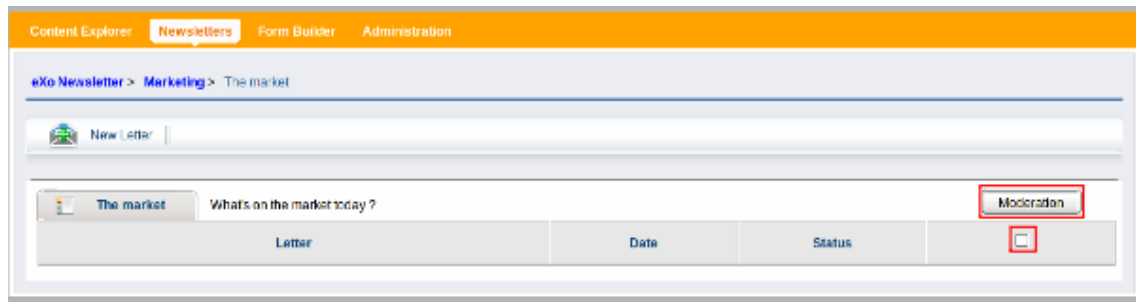 Content Explorer Newsletters Form Builder Administration
eXo Newsletter > Marketing > The market
New Letter
The market What's on the market today ? Moderation
Letter Date Status